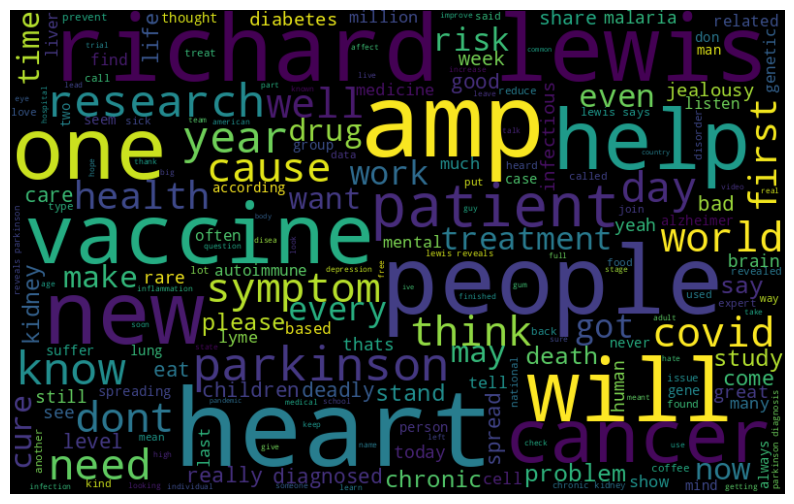 prevent thought diabetes million said improve share malaria related
richard lewis
time liver trial treat find life affect risk common week don man genetic
call lead part live known medicine increase good reduce leave jealousy
research well even first
eye love hospital two seem sick team american group data talk heard much lewis says listen disorder
one year drug amp help
hope thank big according cause work put case infectious called country join video real
care health want patient day bad
type often mental guy yeah alzheimer world
vaccine treatment
reveals parkinson body question disea look lewis reveals full food revealed brain
make rare lot autoimmune depression free stage used expert say way
age inflammation ive finished gum adult take
kidney new symptom people
soon please based every think got never covid
suffer lung lyme thats back sure hate
know eat state may death human study
still parkinson tell national issue gene meant come
spreading children deadly stand found great many
see pandemic medical school
cure dont heart will
another level mean last give keep person spread name left check use cancer always
need high today cell problem coffee show mind now
kind really diagnosed chronic
infection looking individual someone learn chronic kidney getting parkinson diagnosis